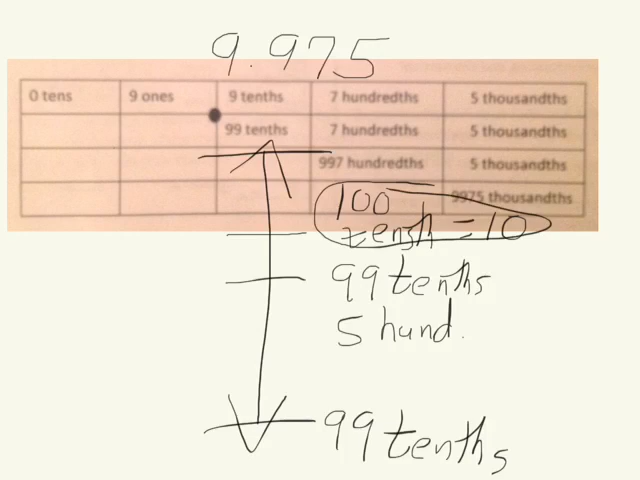 9.975
0 tens 9 ones 9 tenths 7 hundredths 5 thousandths
99 tenths 7 hundredths 5 thousandths
997 hundredths 5 thousandths
9975 thousandths
100
tength = 10
99 tenths
5 hund.
99 tenths